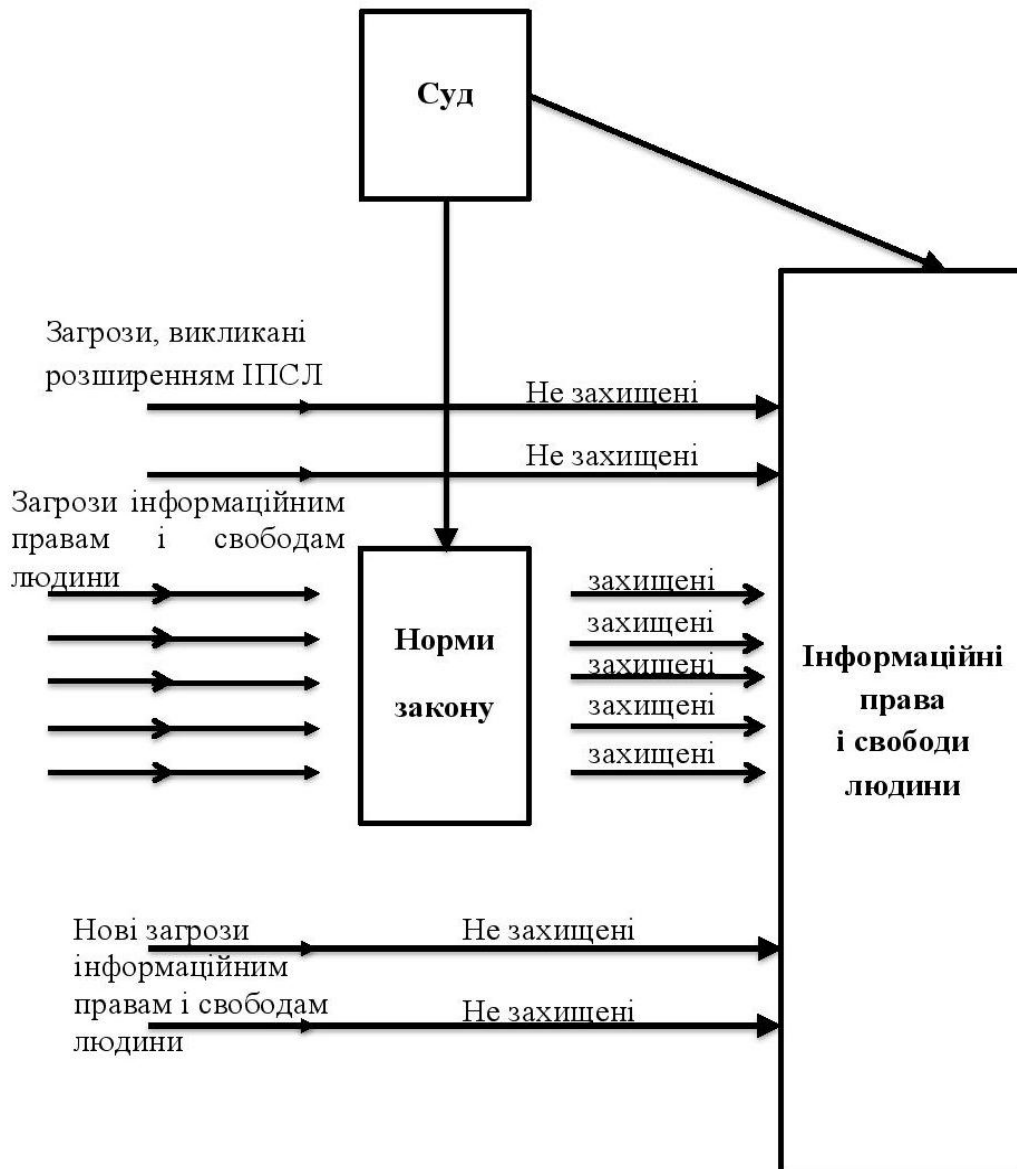 Суд
Загрози, викликані
розширенням ІПСЛ
Не захищені
Не захищені
Загрози інформаційним
правам і свободам
людини
захищені
захищені
захищені
захищені
захищені
Норми
закону
Інформаційні
права
і свободи
людини
Нові загрози
інформаційним
правам і свободам
людини
Не захищені
Не захищені